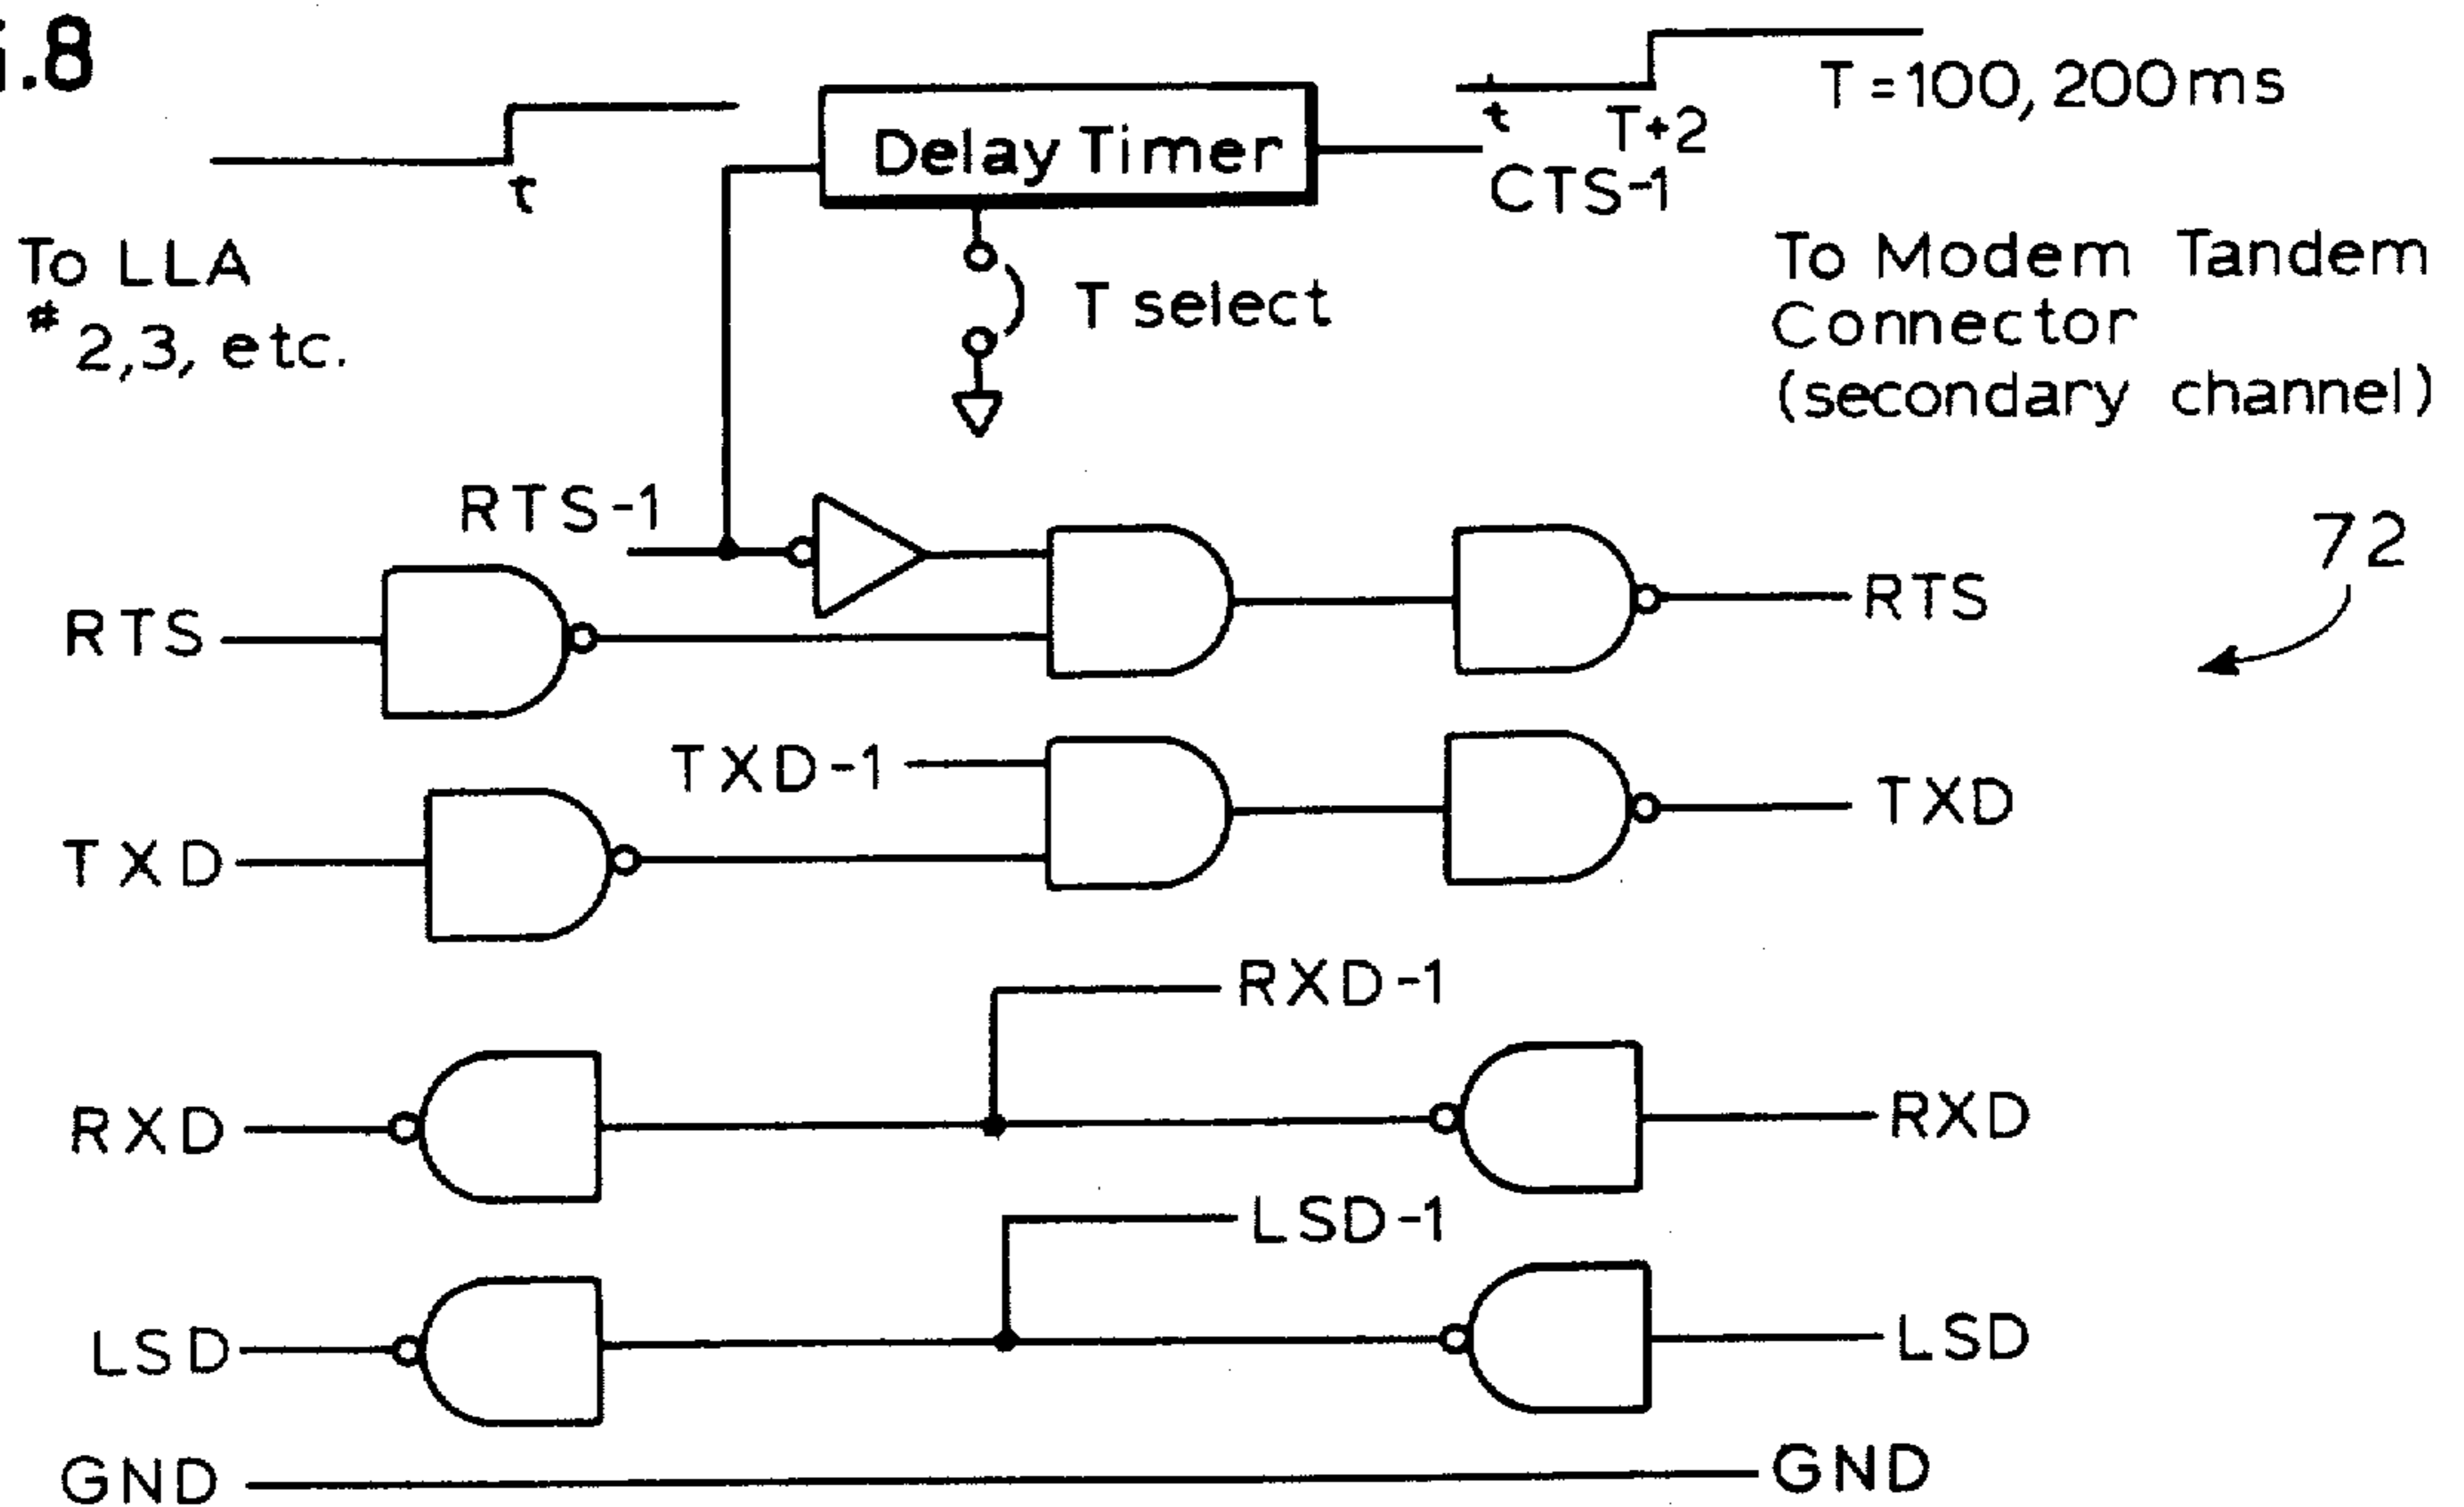 .8
T=100, 200ms
τ
Delay Timer
t
T+2
CTS-1
To LLA
# 2,3, etc.
T select
To Modem Tandem
Connector
(secondary channel)
RTS-1
72
RTS
RTS
TXD-1
TXD
TXD
RXD-1
RXD
RXD
LSD-1
LSD
LSD
GND
GND